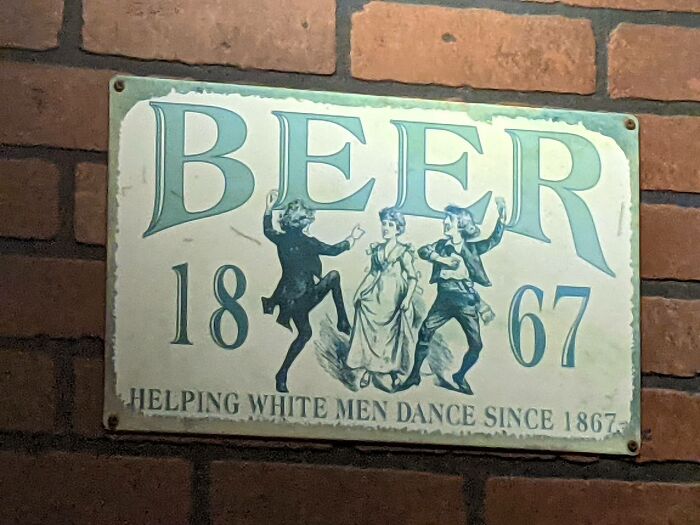 BEER
18 67
HELPING WHITE MEN DANCE SINCE 1867